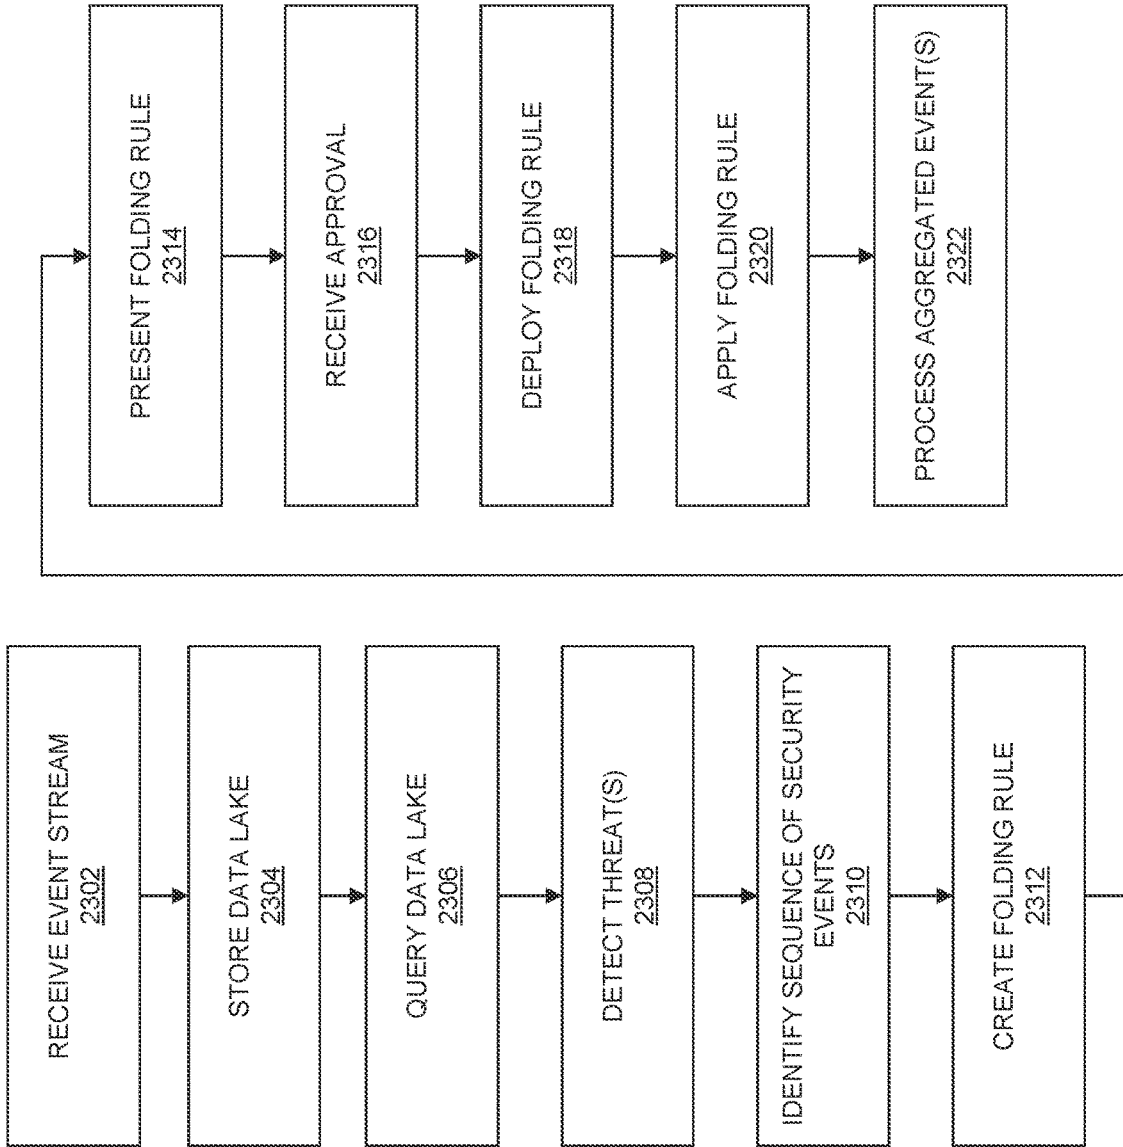 RECEIVE EVENT STREAM
2302
STORE DATA LAKE
2304
QUERY DATA LAKE
2306
DETECT THREAT(S)
2308
IDENTIFY SEQUENCE OF SECURITY
EVENTS
2310
CREATE FOLDING RULE
2312
PRESENT FOLDING RULE
2314
RECEIVE APPROVAL
2316
DEPLOY FOLDING RULE
2318
APPLY FOLDING RULE
2320
PROCESS AGGREGATED EVENT(S)
2322